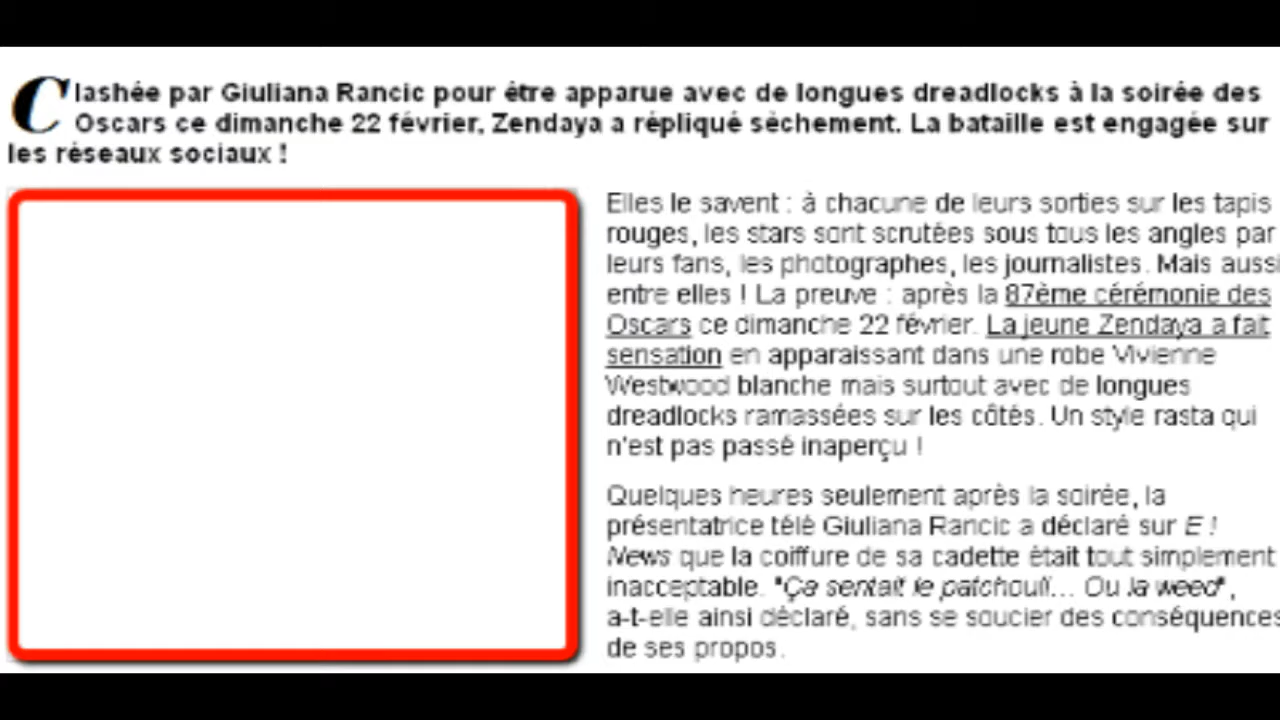 Clashée par Giuliana Rancic pour être apparue avec de longues dreadlocks à la soirée des
Oscars ce dimanche 22 février, Zendaya a répliqué sèchement. La bataille est engagée sur
les réseaux sociaux !
Elles le savent : à chacune de leurs sorties sur les tapis
rouges, les stars sont scrutées sous tous les angles par
leurs fans, les photographes, les journalistes. Mais aussi
entre elles ! La preuve : après la 87ème cérémonie des
Oscars ce dimanche 22 février. La jeune Zendaya a fait
sensation en apparaissant dans une robe Vivienne
Westwood blanche mais surtout avec de longues
dreadlocks ramassées sur les côtés. Un style rasta qui
n'est pas passé inaperçu !
Quelques heures seulement après la soirée, la
présentatrice télé Giuliana Rancic a déclaré sur E !
News que la coiffure de sa cadette était tout simplement
inacceptable. "Ça sentait le patchouli... Ou la weed",
a-t-elle ainsi déclaré, sans se soucier des conséquences
de ses propos.